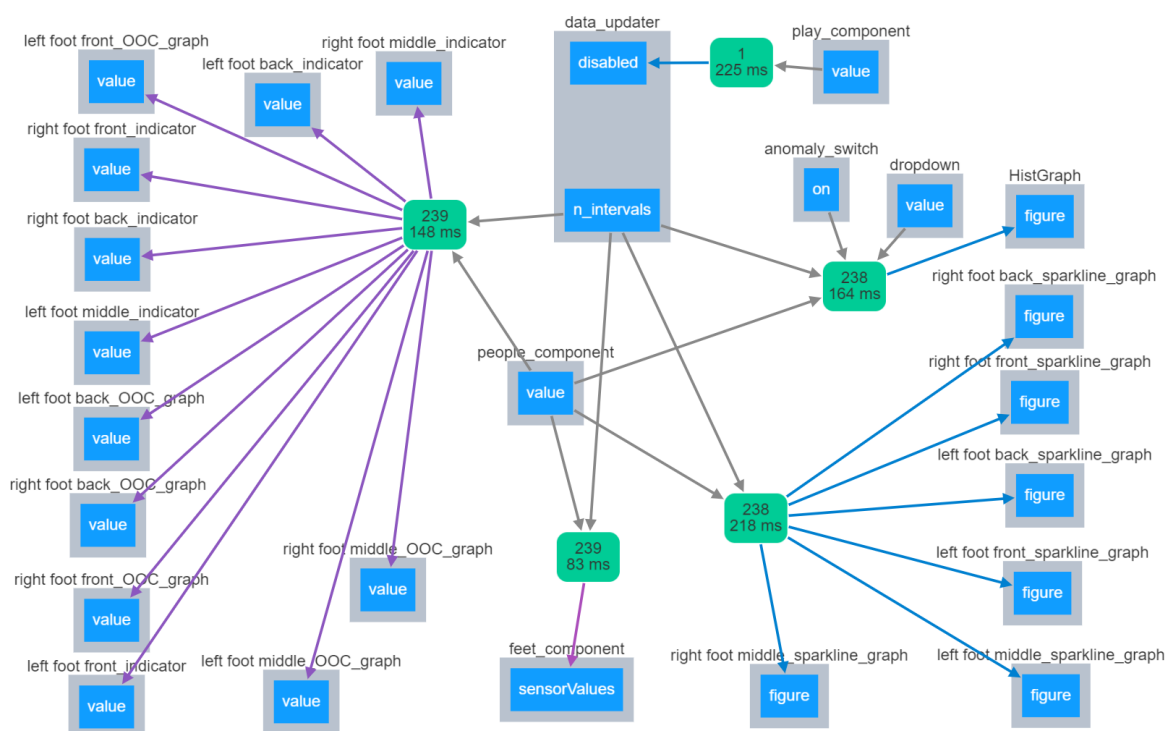 data_updater
play_component
left foot front_OOC_graph
right foot middle_indicator
left foot back_indicator
value
value
value
disabled
1
225 ms
value
right foot front_indicator
value
anomaly_switch
dropdown
HistGraph
on
value
figure
n_intervals
239
148 ms
right foot back_indicator
value
238
164 ms
right foot back_sparkline_graph
figure
left foot middle_indicator
value
people_component
value
right foot front_sparkline_graph
figure
left foot back_OOC_graph
value
left foot back_sparkline_graph
figure
right foot back_OOC_graph
value
238
218 ms
right foot middle_OOC_graph
value
239
83 ms
left foot front_sparkline_graph
figure
right foot front_OOC_graph
value
left foot front_indicator
value
left foot middle_OOC_graph
value
feet_component
sensorValues
right foot middle_sparkline_graph
figure
left foot middle_sparkline_graph
figure